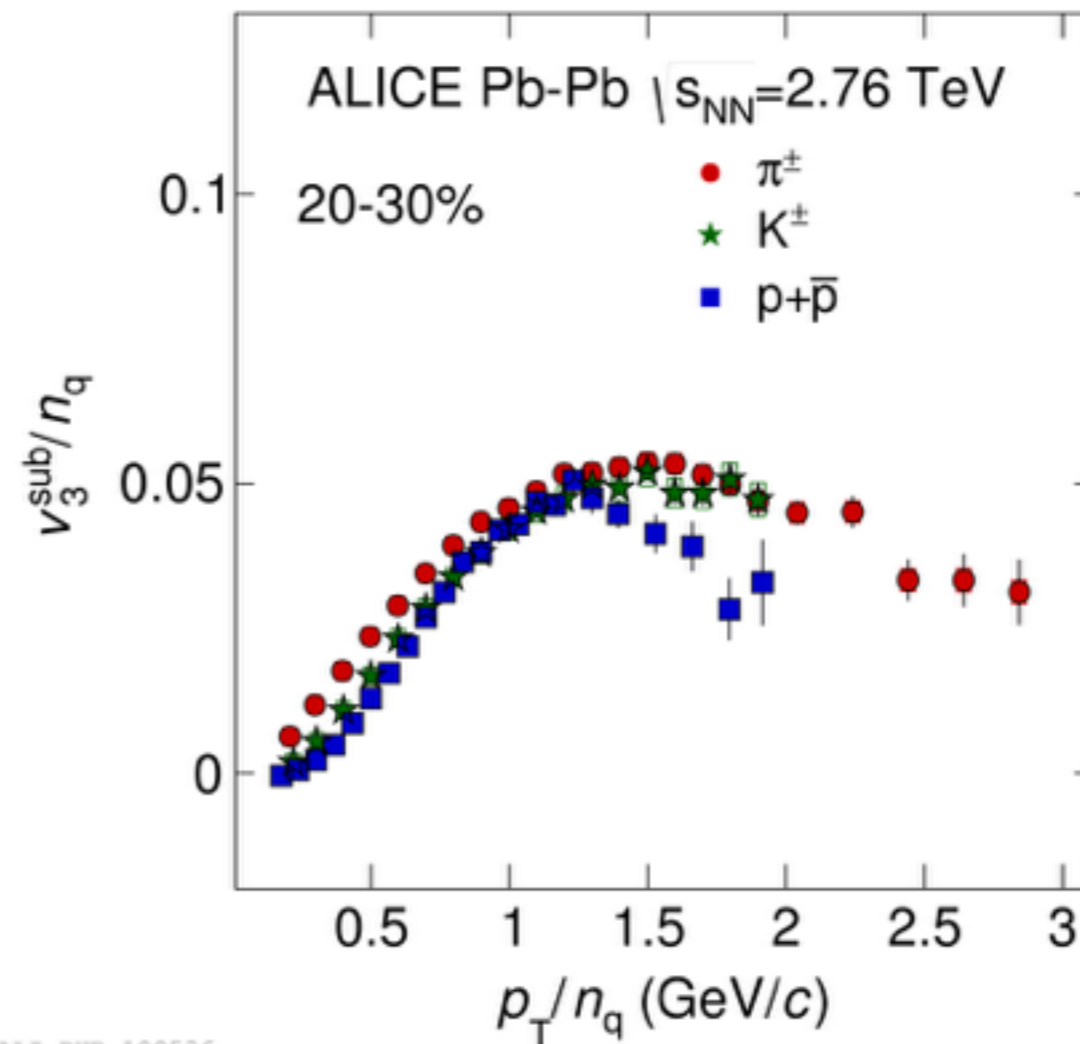 ALICE Pb-Pb \sNN=2.76 TeV
20-30%
π±
K±
p+p̅
0.1
0.05
0
v3sub/nq
0.5 1 1.5 2 2.5 3
pT/nq (GeV/c)